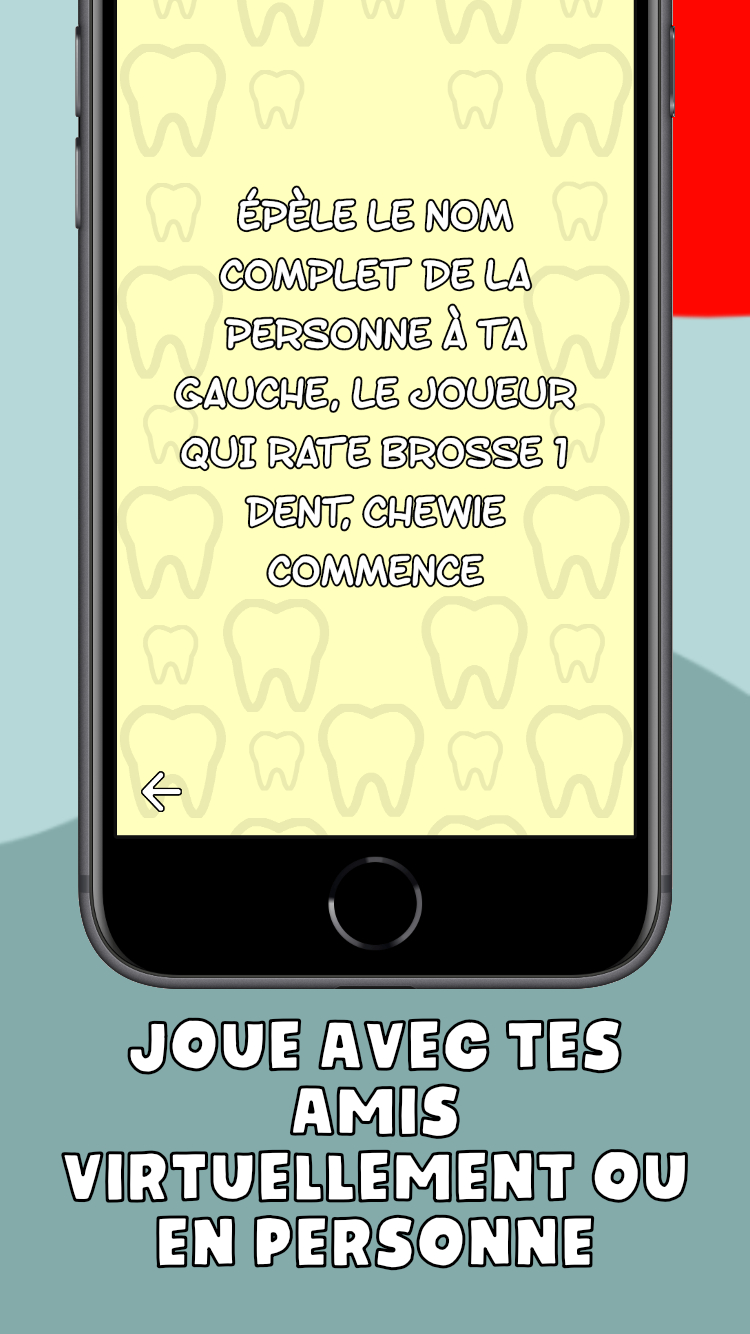 ÉPÈLE LE NOM
COMPLET DE LA
PERSONNE À TA
GAUCHE, LE JOUEUR
QUI RATE BROSSE 1
DENT, CHEWIE
COMMENCE
JOUE AVEC TES
AMIS
VIRTUELLEMENT OU
EN PERSONNE